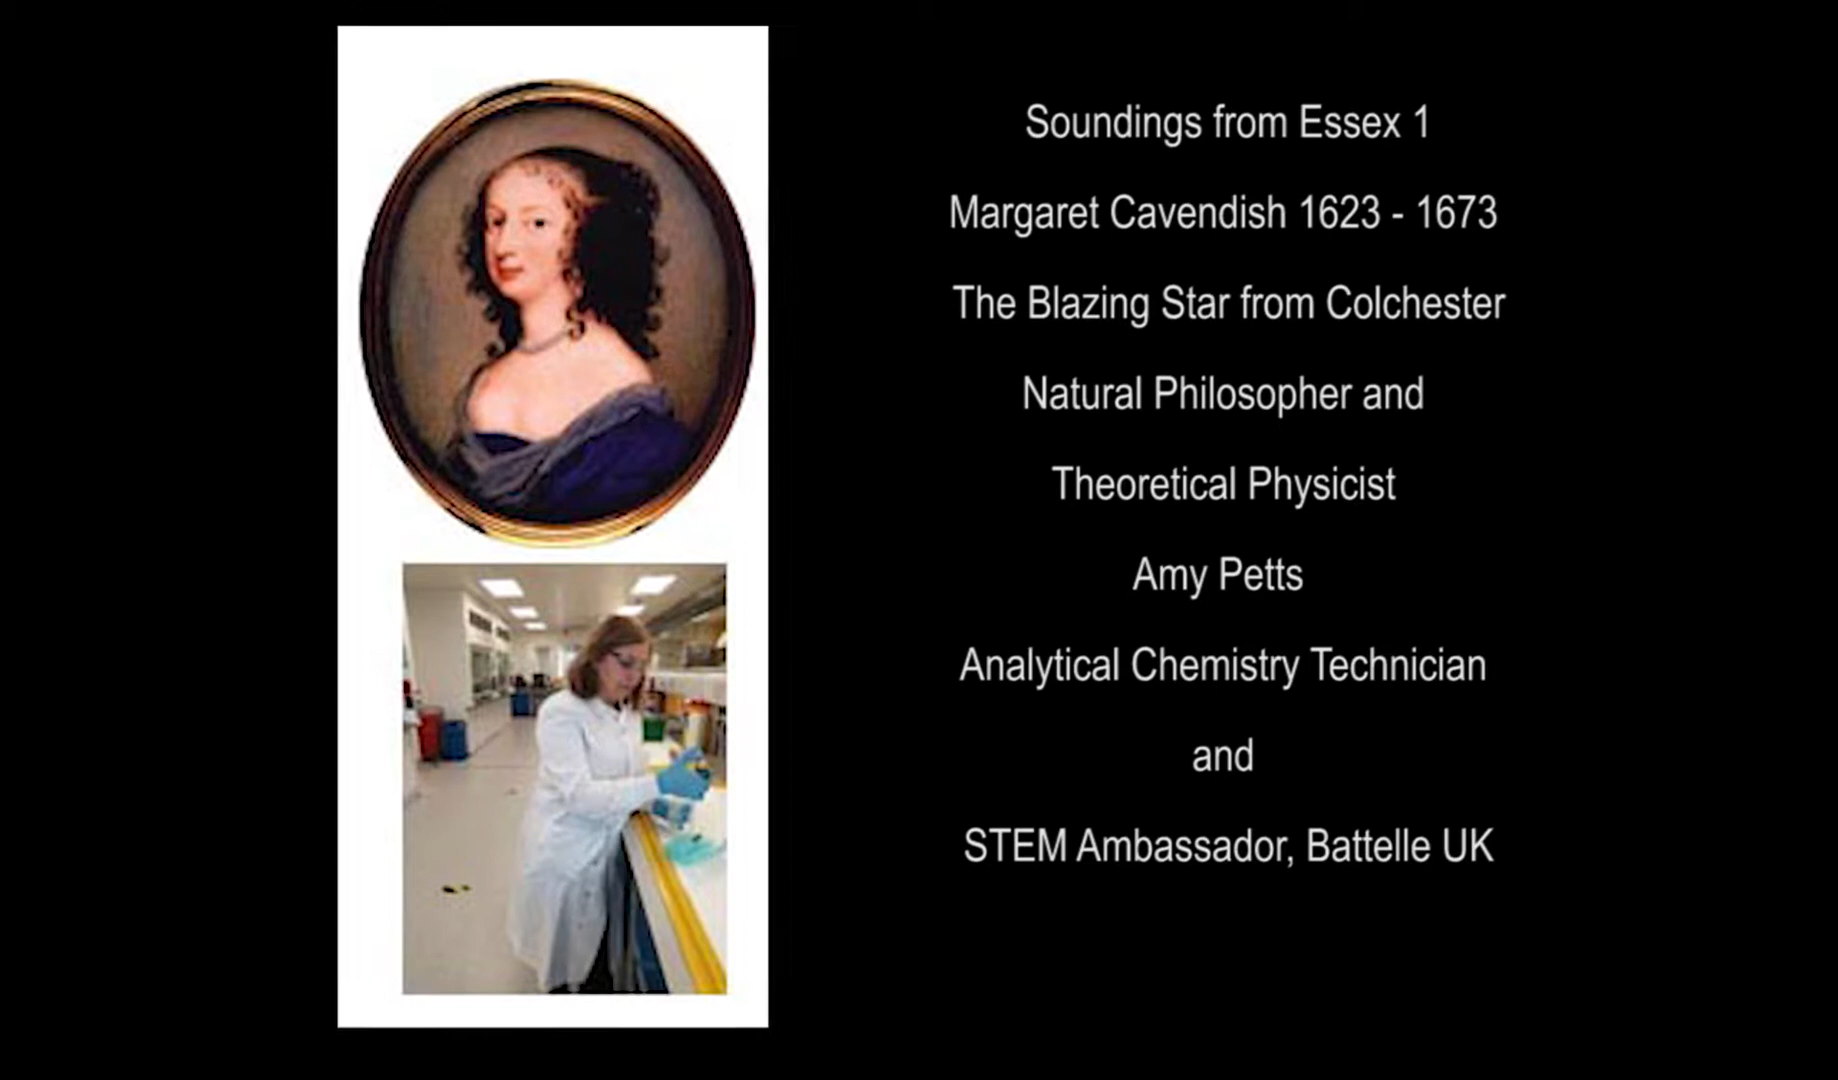 Soundings from Essex 1
Margaret Cavendish 1623 - 1673
The Blazing Star from Colchester
Natural Philosopher and
Theoretical Physicist
Amy Petts
Analytical Chemistry Technician
and
STEM Ambassador, Battelle UK